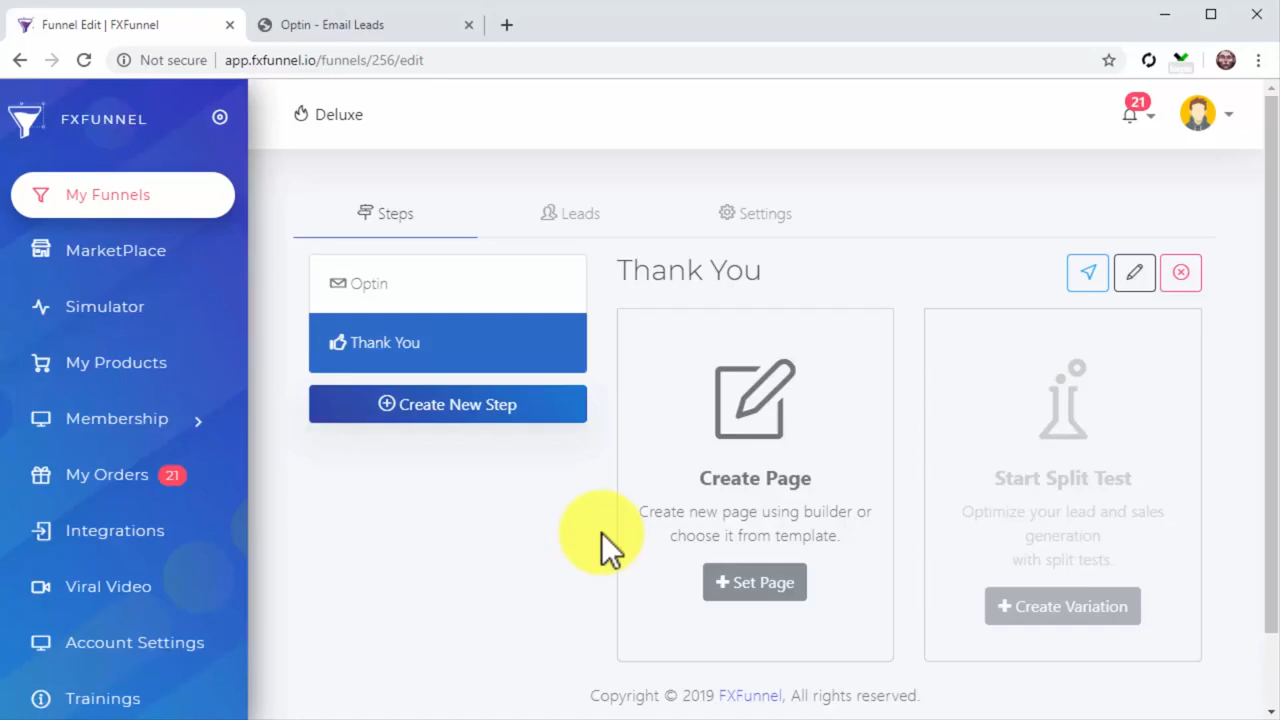 Funnel Edit | FXFunnel
Optin - Email Leads
Not secure | app.fxfunnel.io/funnels/256/edit
FXFUNNEL
Deluxe
21
My Funnels
MarketPlace
Simulator
My Products
Membership
My Orders 21
Integrations
Viral Video
Account Settings
Trainings
Steps
Leads
Settings
Optin
Thank You
Create New Step
Thank You
Create Page
Create new page using builder or
choose it from template.
Set Page
Start Split Test
Optimize your lead and sales
generation
with split tests.
Create Variation
Copyright © 2019 FXFunnel, All rights reserved.